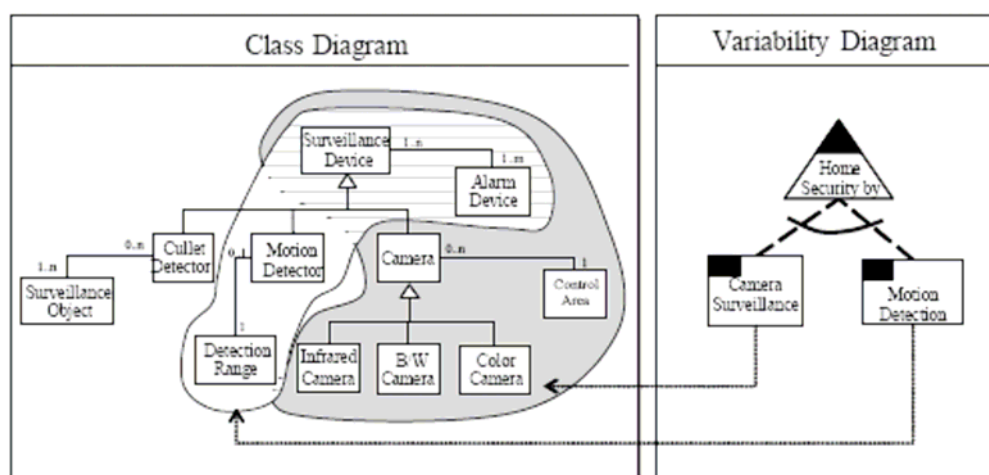 Class Diagram
Variability Diagram
Surveillance
Device
1..n
1..m
Alarm
Device
Home
Security by
Cullet
Detector
0..n
1..n
Surveillance
Object
Motion
Detector
0..1
1
Detection
Range
Camera
0..n
1
Control
Area
Infrared
Camera
B/W
Camera
Color
Camera
Camera
Surveillance
Motion
Detection